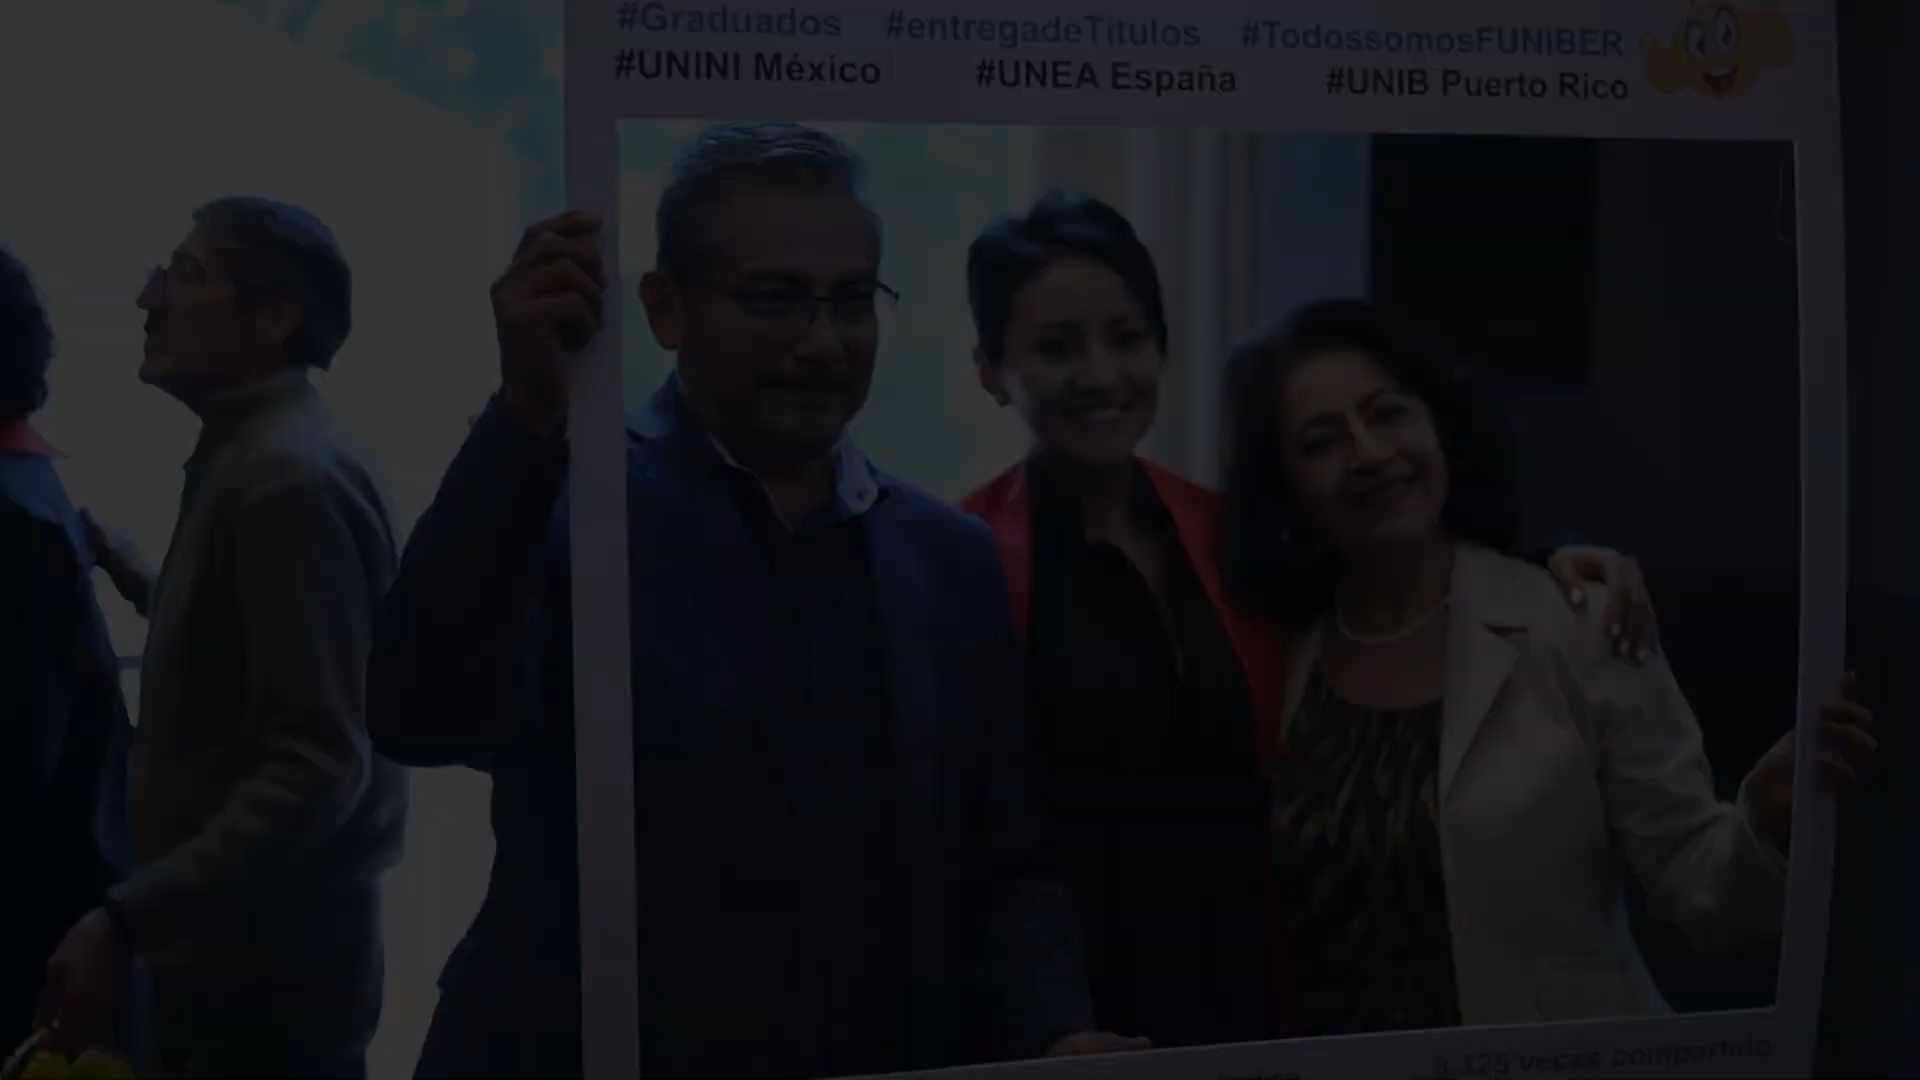 #Graduados #entregadeTitulos #TodossomosFUNIBER
#UNINI México #UNEA España #UNIB Puerto Rico
veces compartido